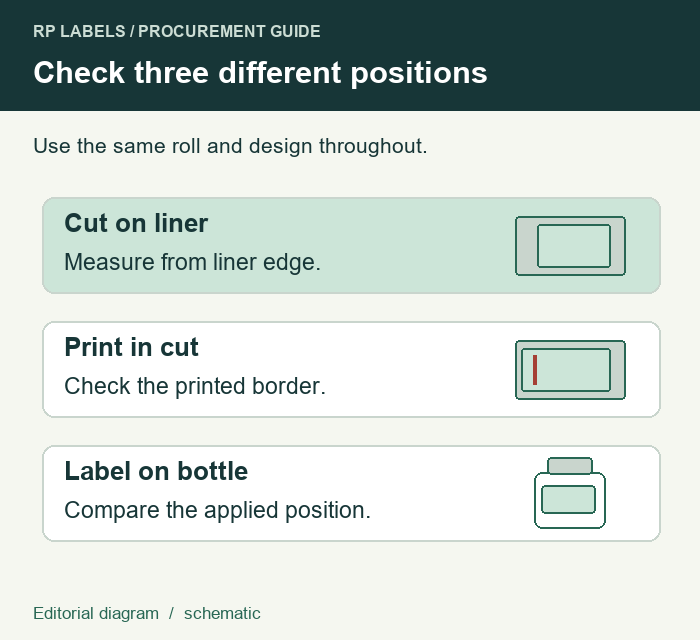 RP LABELS / PROCUREMENT GUIDE
Check three different positions
Use the same roll and design throughout.
Cut on liner
Measure from liner edge.
Print in cut
Check the printed border.
Label on bottle
Compare the applied position.
Editorial diagram / schematic